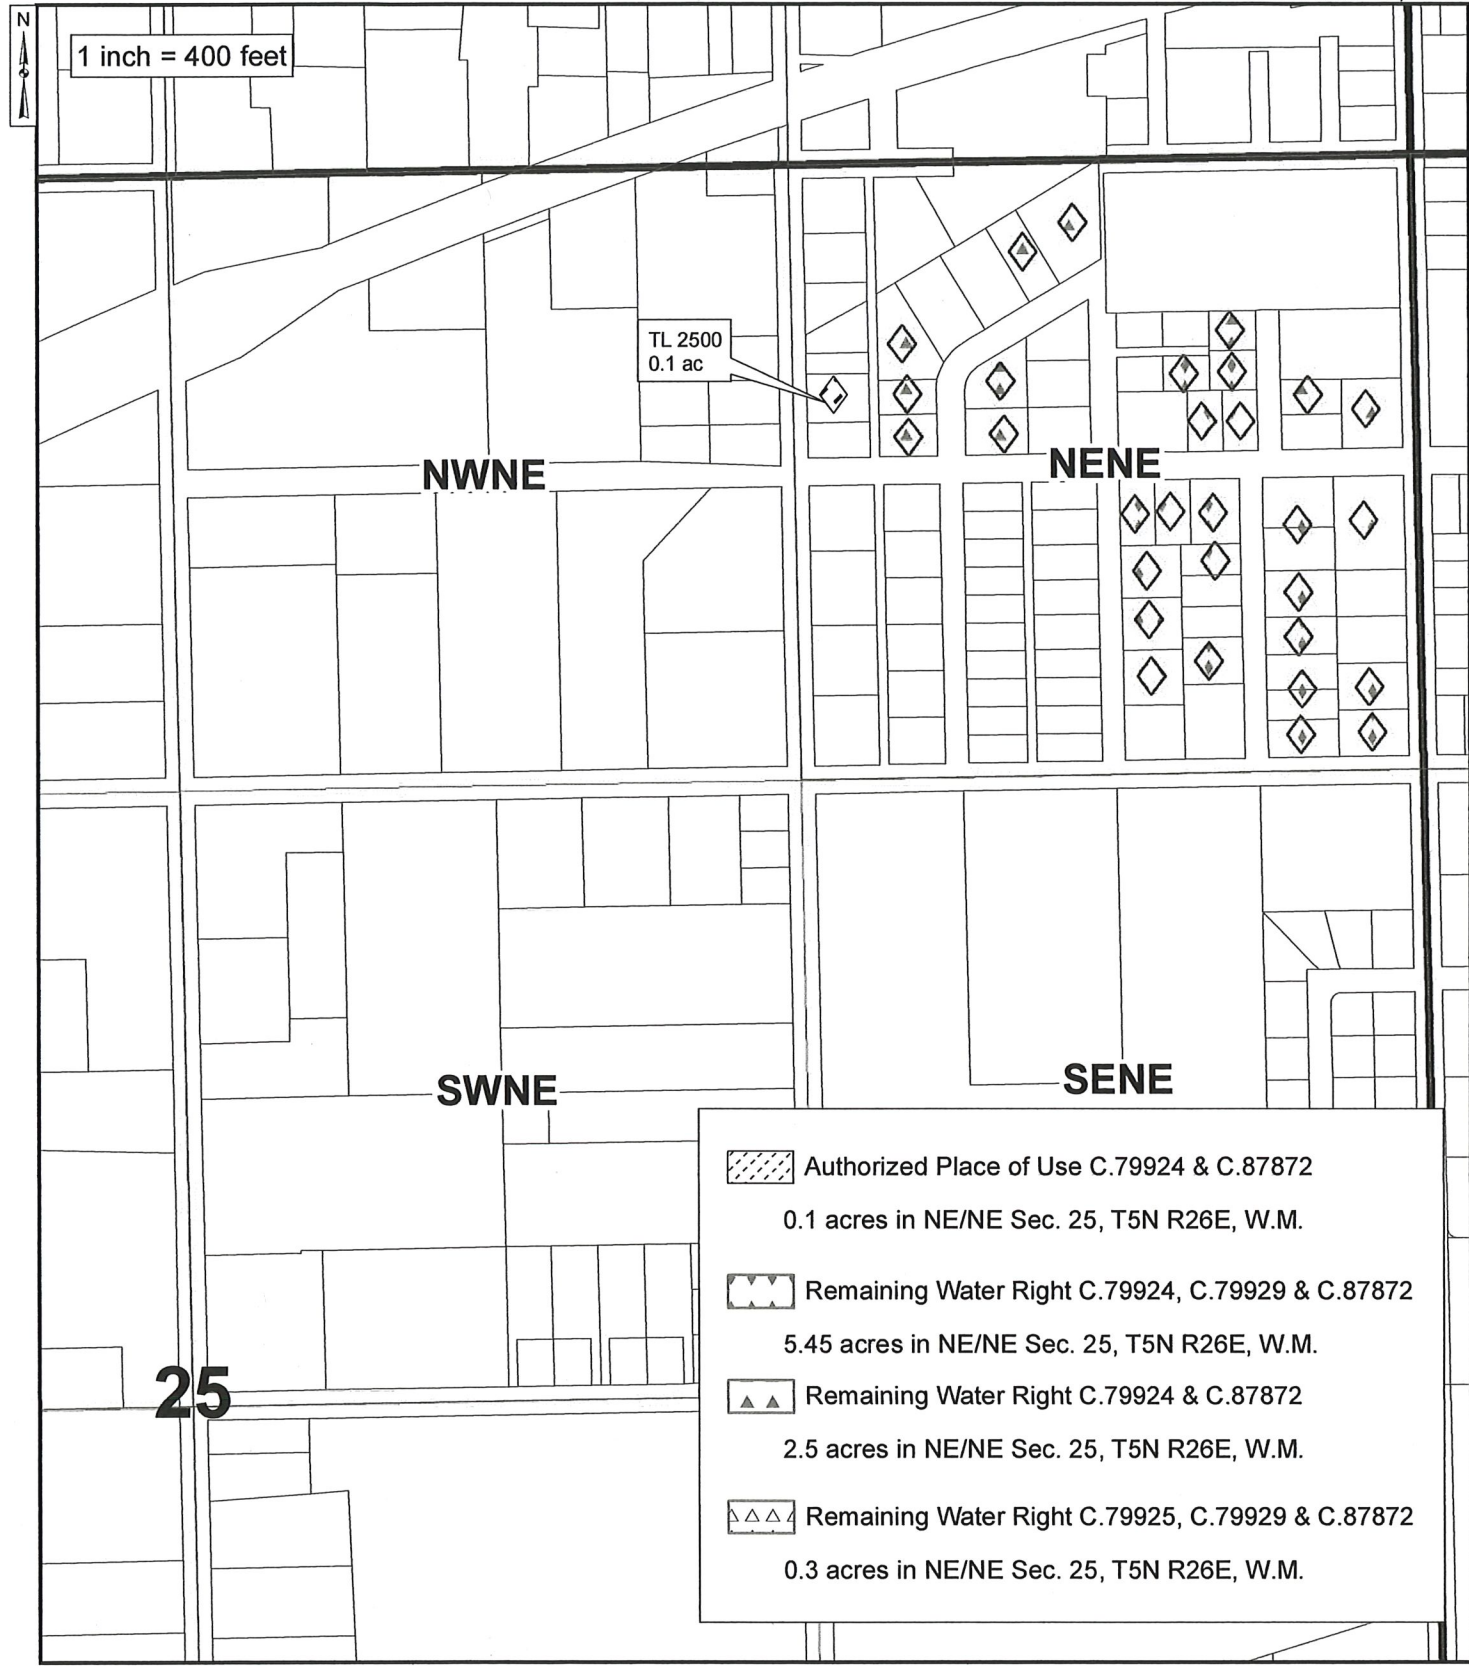 N
1 inch = 400 feet
TL 2500
0.1 ac
NWNE
NENE
SWNE
SENE
Authorized Place of Use C.79924 & C.87872
0.1 acres in NE/NE Sec. 25, T5N R26E, W.M.
Remaining Water Right C.79924, C.79929 & C.87872
5.45 acres in NE/NE Sec. 25, T5N R26E, W.M.
25
Remaining Water Right C.79924 & C.87872
2.5 acres in NE/NE Sec. 25, T5N R26E, W.M.
Remaining Water Right C.79925, C.79929 & C.87872
0.3 acres in NE/NE Sec. 25, T5N R26E, W.M.